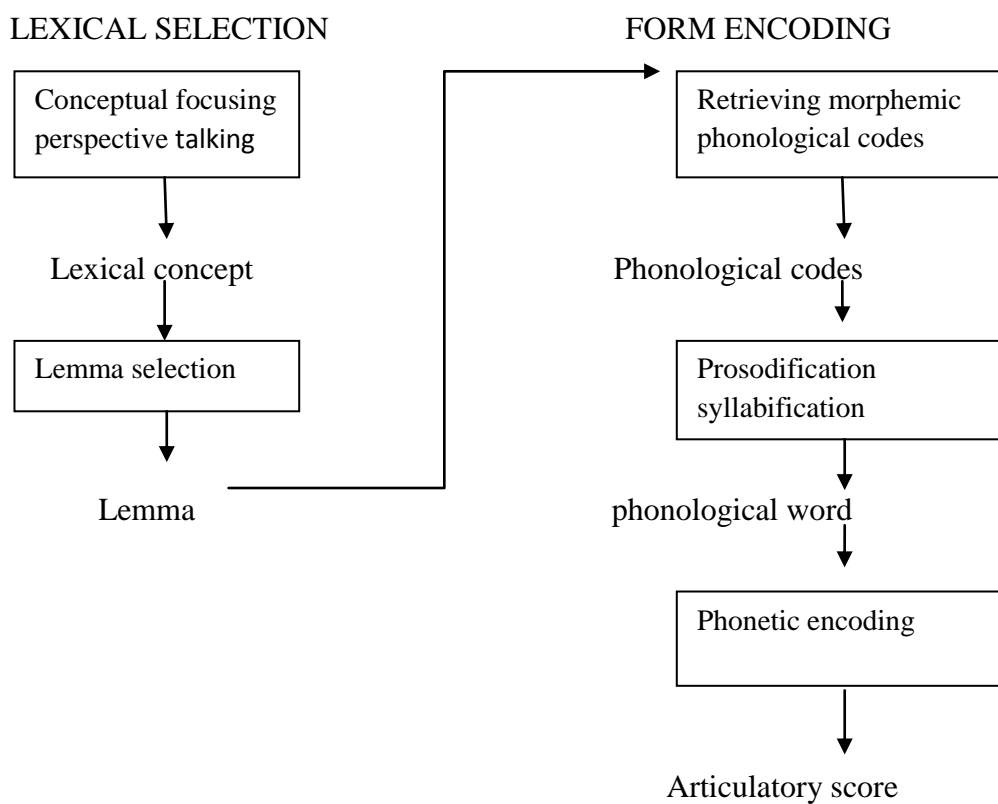 LEXICAL SELECTION
Conceptual focusing
perspective talking
Lexical concept
Lemma selection
Lemma
FORM ENCODING
Retrieving morphemic
phonological codes
Phonological codes
Prosodification
syllabification
phonological word
Phonetic encoding
Articulatory score